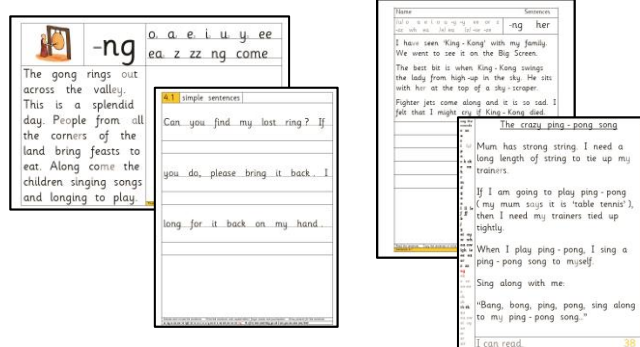 -ng
o. a. e. i. u. y. ee
ea z zz ng come
The gong rings out
across the valley.
This is a splendid
day. People from all
the corners of the
land bring feasts to
eat. Along come the
children singing songs
and longing to play.
4.1 simple sentences
Can you find my lost ring? If
you do, please bring it back. I
long for it back on my hand.
Name
Sentences
-ng her
I have seen 'King - Kong' with my family.
We went to see it on the Big Screen.
The best bit is when King - Kong swings
the lady from high-up in the sky. He sits
with her at the top of a sky - scraper.
Fighter jets come along and it is so sad. I
felt that I might cry if King - Kong died.
The crazy ping - pong song
Mum has strong string. I need a
long length of string to tie up my
trainers.
If I am going to play ping - pong
( my mum says it is 'table tennis' ),
then I need my trainers tied up
tightly.
When I play ping - pong, I sing a
ping - pong song to myself.
Sing along with me:
"Bang, bong, ping, pong, sing along
to my ping - pong song.."
I can read.
38